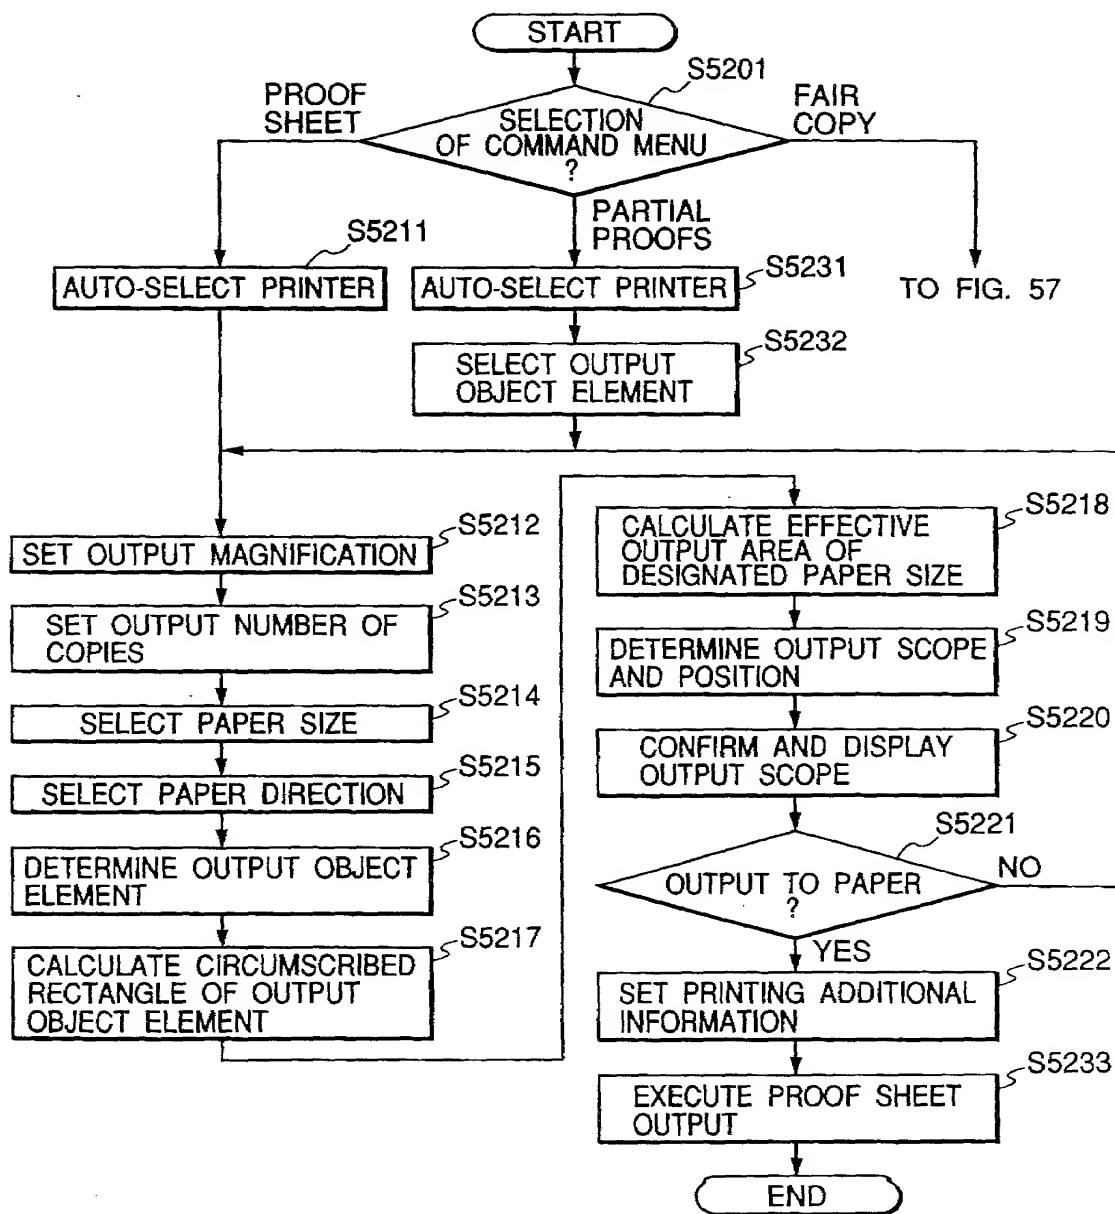 START
S5201
PROOF
SHEET
FAIR
COPY
SELECTION
OF COMMAND MENU
?
PARTIAL
PROOFS
S5211
AUTO-SELECT PRINTER
S5231
AUTO-SELECT PRINTER
TO FIG. 57
S5232
SELECT OUTPUT
OBJECT ELEMENT
S5212
SET OUTPUT MAGNIFICATION
S5213
SET OUTPUT NUMBER OF
COPIES
S5214
SELECT PAPER SIZE
S5215
SELECT PAPER DIRECTION
S5216
DETERMINE OUTPUT OBJECT
ELEMENT
S5217
CALCULATE CIRCUMSCRIBED
RECTANGLE OF OUTPUT
OBJECT ELEMENT
S5218
CALCULATE EFFECTIVE
OUTPUT AREA OF
DESIGNATED PAPER SIZE
S5219
DETERMINE OUTPUT SCOPE
AND POSITION
S5220
CONFIRM AND DISPLAY
OUTPUT SCOPE
S5221
OUTPUT TO PAPER
?
NO
YES
S5222
SET PRINTING ADDITIONAL
INFORMATION
S5233
EXECUTE PROOF SHEET
OUTPUT
END